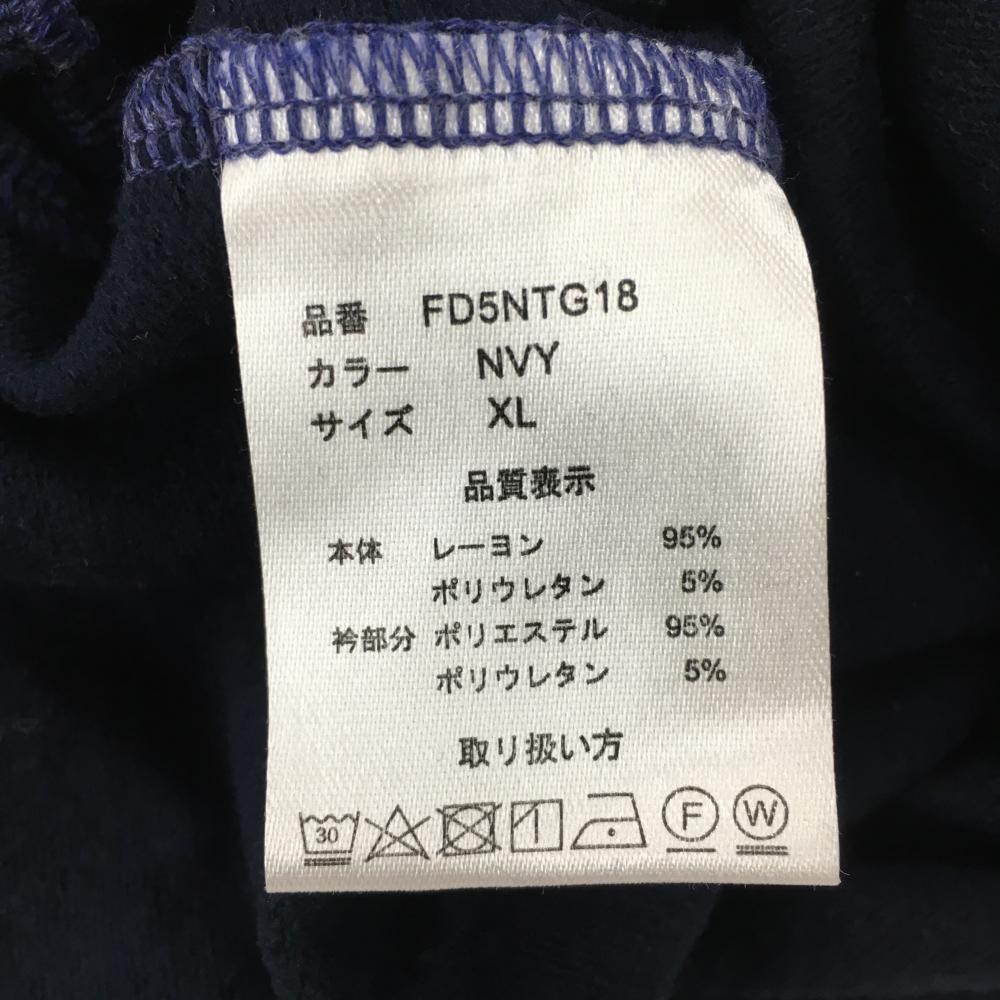 品番 FD5NTG18
カラー NVY
サイズ XL
品質表示
本体 レーヨン 95%
ポリウレタン 5%
衿部分 ポリエステル 95%
ポリウレタン 5%
取り扱い方
30 F W